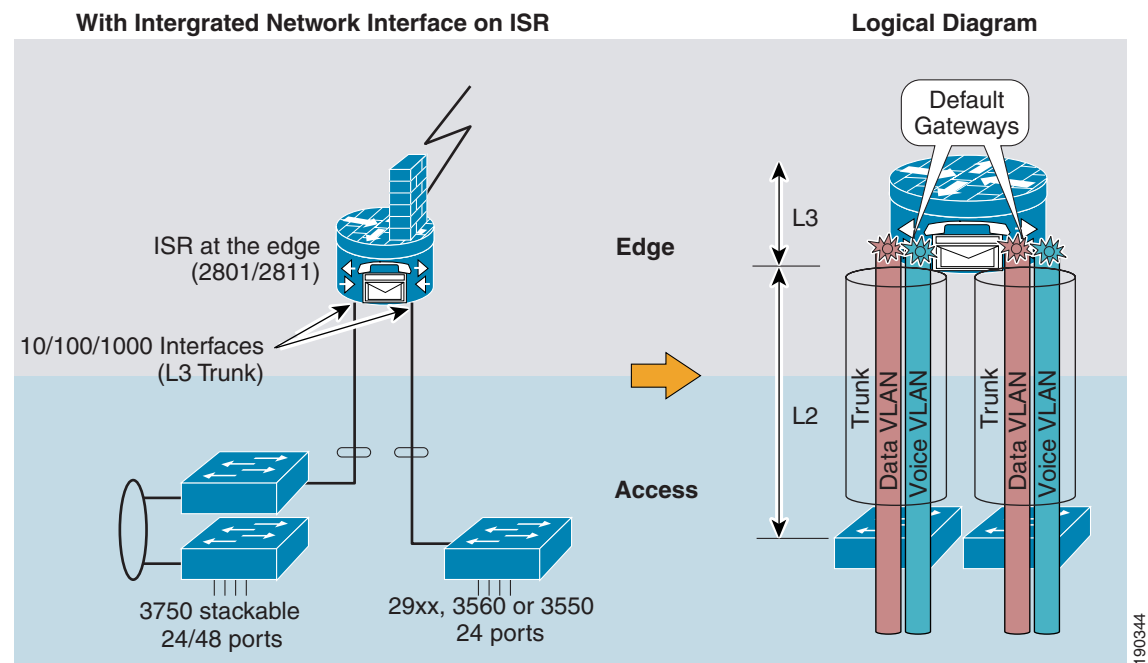 With Intergrated Network Interface on ISR
Logical Diagram
Default
Gateways
ISR at the edge
(2801/2811)
Edge
L3
10/100/1000 Interfaces
(L3 Trunk)
L2
Trunk
Data VLAN
Voice VLAN
Trunk
Data VLAN
Voice VLAN
Access
3750 stackable
24/48 ports
29xx, 3560 or 3550
24 ports
190344